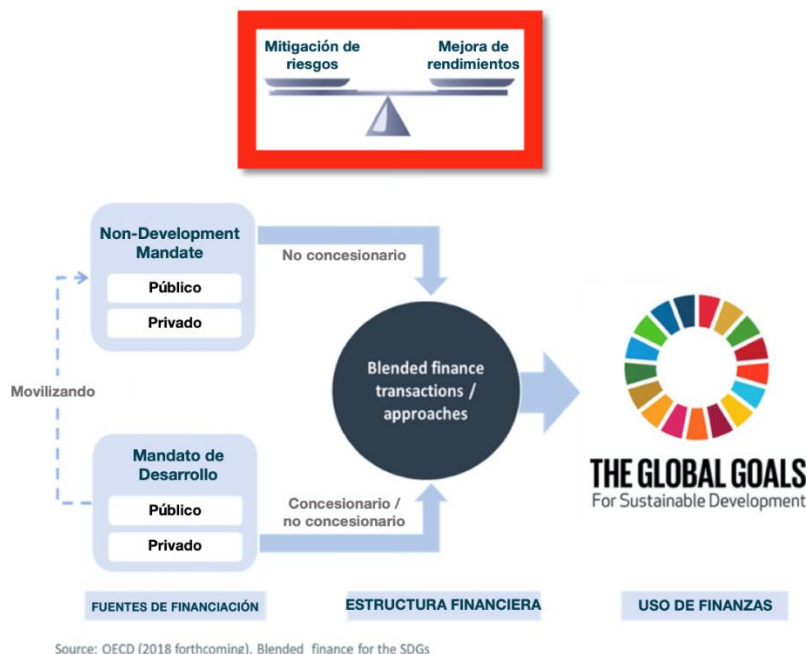 Mitigación de
riesgos
Mejora de
rendimientos
Non-Development
Mandate
Público
Privado
No concesionario
Movilizando
Blended finance
transactions /
approaches
Mandato de
Desarrollo
Público
Privado
Concesionario /
no concesionario
THE GLOBAL GOALS
For Sustainable Development
FUENTES DE FINANCIACIÓN
ESTRUCTURA FINANCIERA
USO DE FINANZAS
Source: OECD (2018 forthcoming), Blended finance for the SDGs